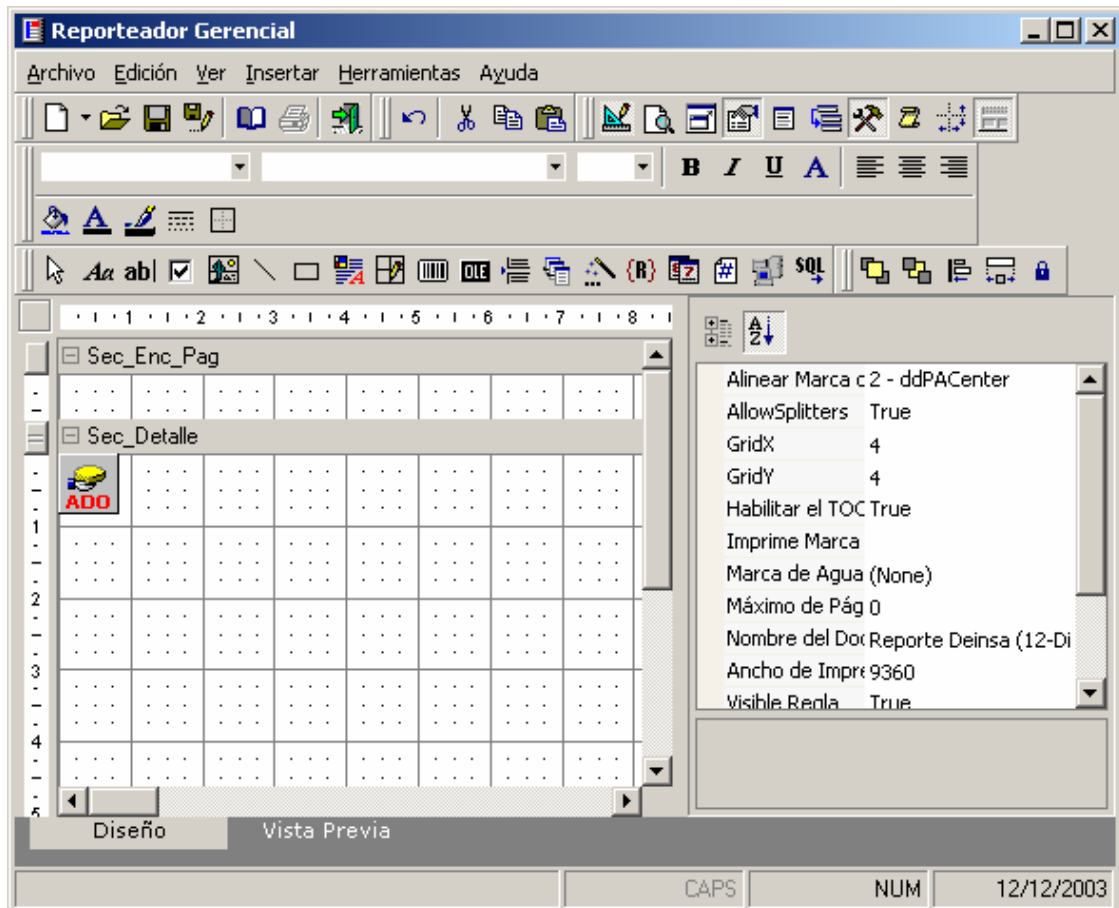 Reporteador Gerencial
Archivo Edición Ver Insertar Herramientas Ayuda
B I U A
A
Aa ab| OLE {R} 7 # SQL
1 2 3 4 5 6 7 8
A Z
Sec_Enc_Pag
Sec_Detalle
ADO
1
2
3
4
5
Alinear Marca c 2 - ddPACenter
AllowSplitters True
GridX 4
GridY 4
Habilitar el TOC True
Imprime Marca
Marca de Agua (None)
Máximo de Pág 0
Nombre del Doc Reporte Deinsa (12-Di
Ancho de Impre 9360
Visible Regla True
Diseño Vista Previa
CAPS NUM 12/12/2003